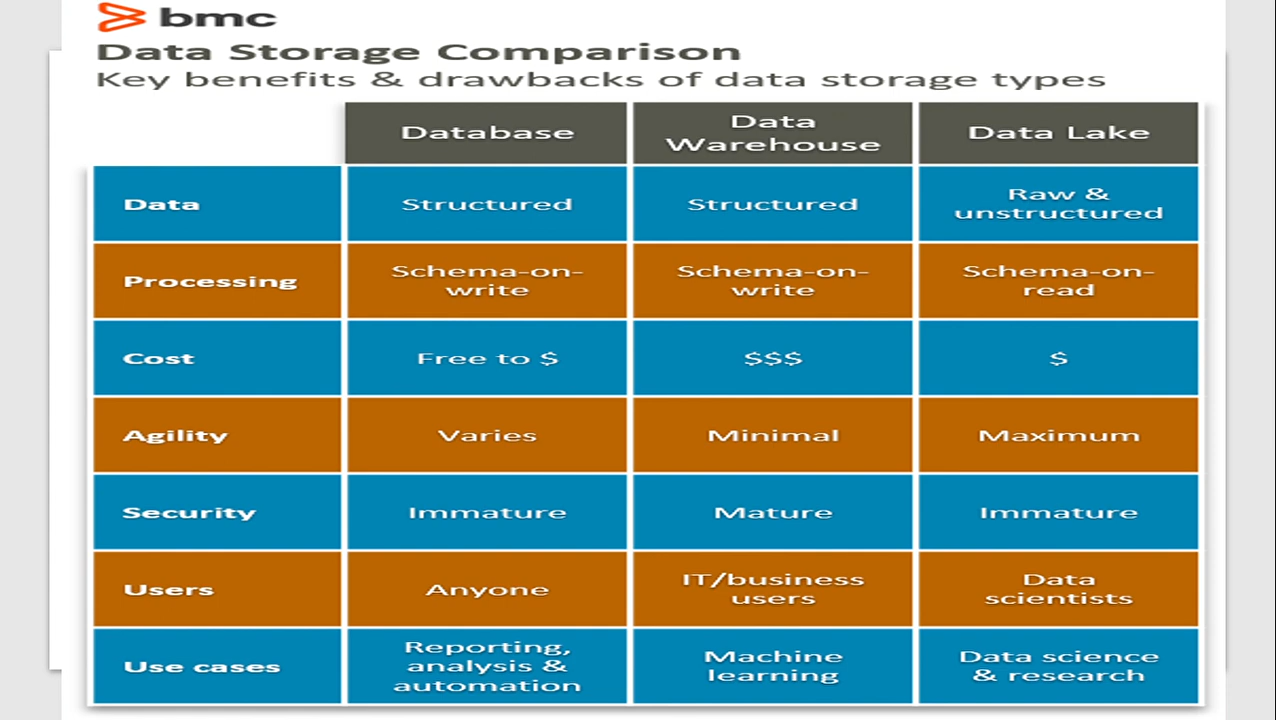 bmc
Data Storage Comparison
Key benefits & drawbacks of data storage types
Database
Data
Warehouse
Data Lake
Data
Structured
Structured
Raw &
unstructured
Processing
Schema-on-
write
Schema-on-
write
Schema-on-
read
Cost
Free to $
$$$
$
Agility
Varies
Minimal
Maximum
Security
Immature
Mature
Immature
Users
Anyone
IT/business
users
Data
scientists
Use cases
Reporting,
analysis &
automation
Machine
learning
Data science
& research